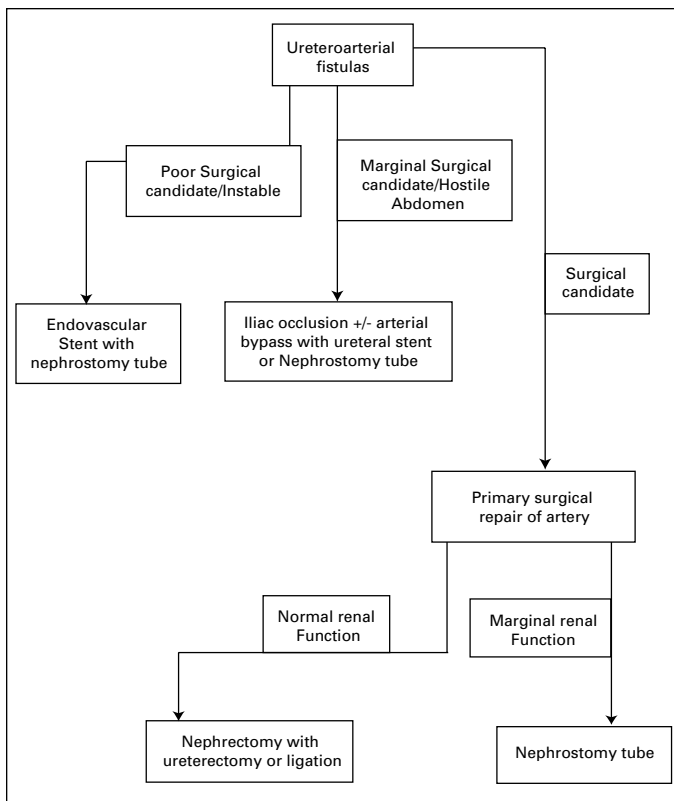 Ureteroarterial
fistulas
Poor Surgical
candidate/Instable
Marginal Surgical
candidate/Hostile
Abdomen
Surgical
candidate
Endovascular
Stent with
nephrostomy tube
Iliac occlusion +/- arterial
bypass with ureteral stent
or Nephrostomy tube
Primary surgical
repair of artery
Normal renal
Function
Marginal renal
Function
Nephrectomy with
ureterectomy or ligation
Nephrostomy tube